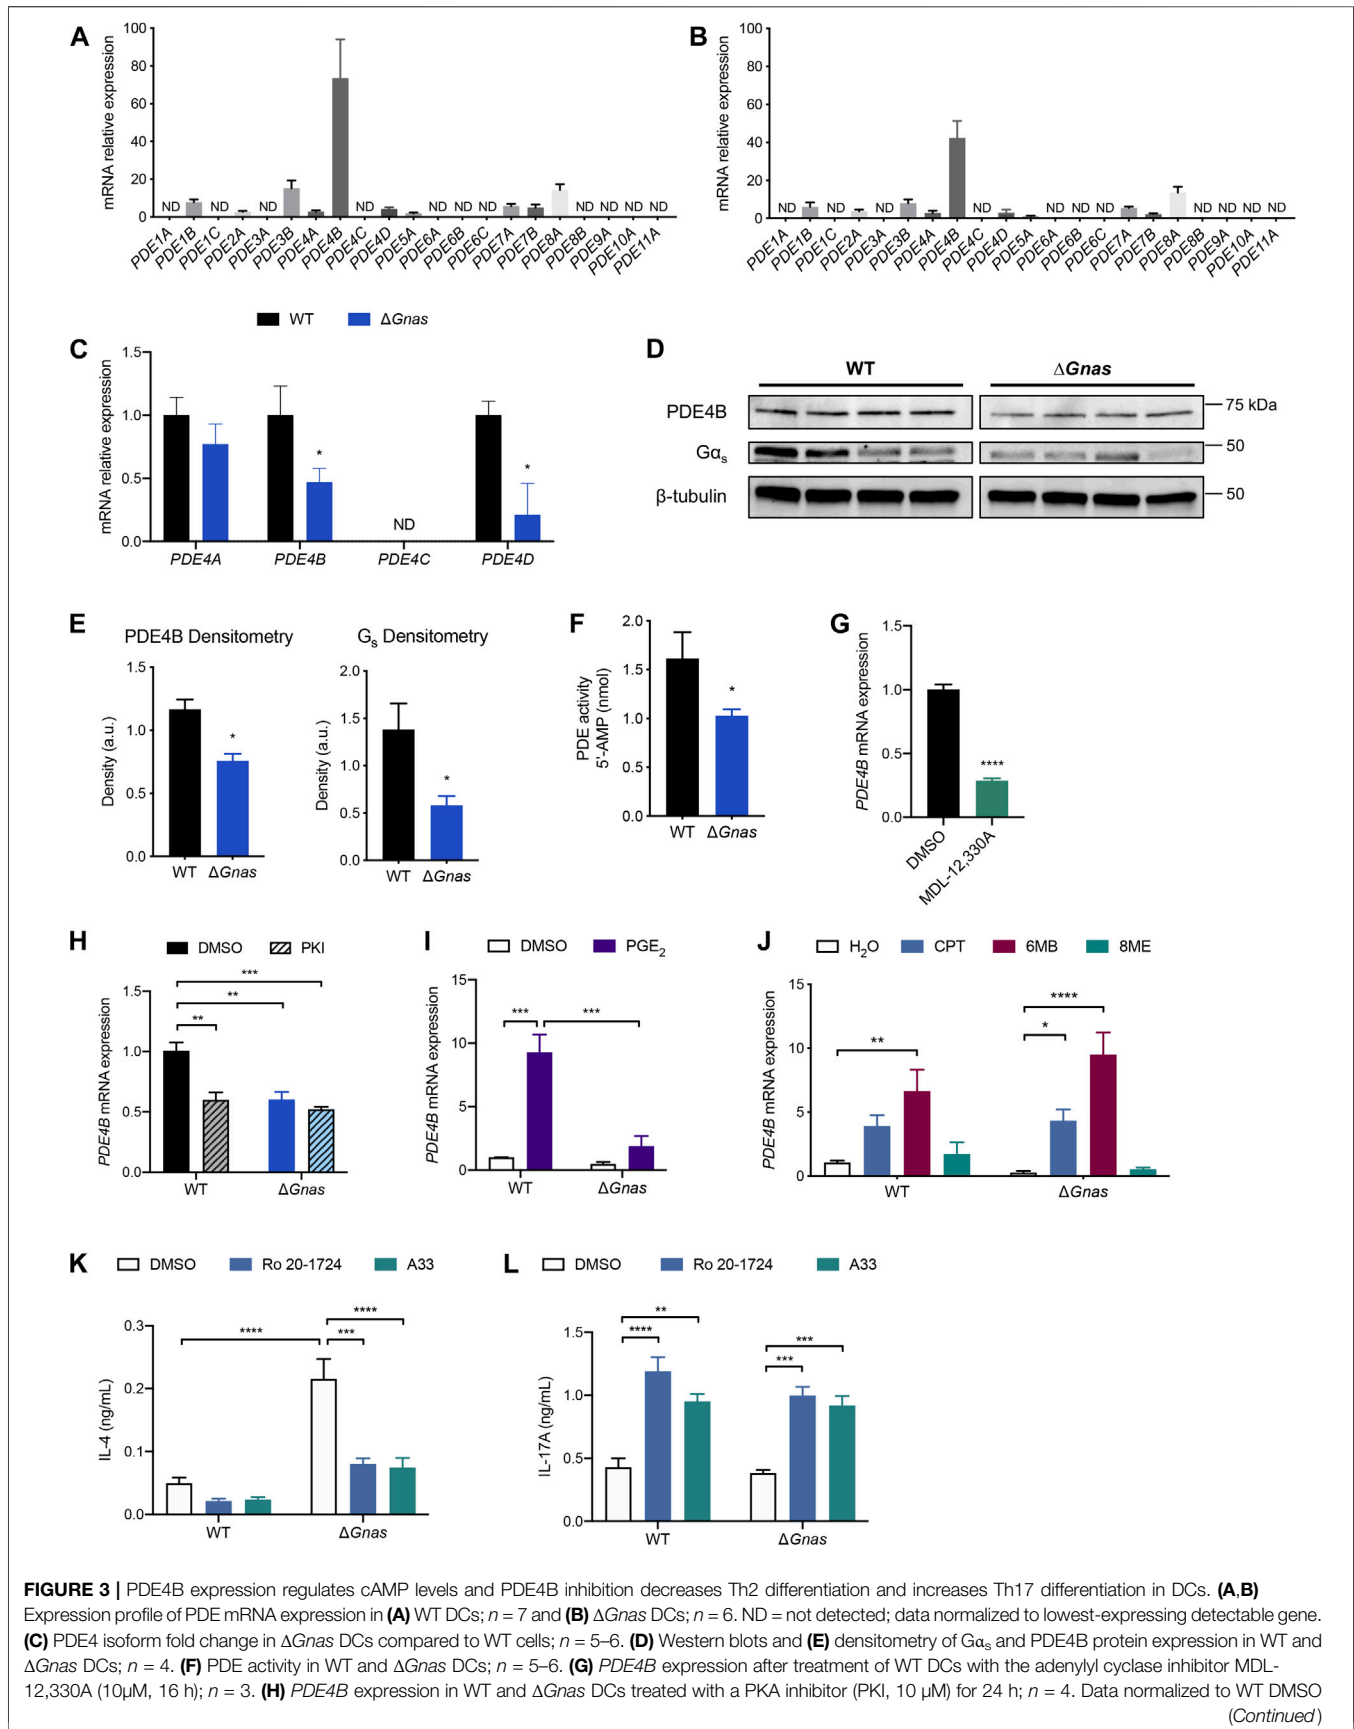 A
B
mRNA relative expression
100
80
60
40
20
0
ND ND ND ND ND ND ND ND ND ND ND
PDE1A PDE1B PDE1C PDE2A PDE3A PDE3B PDE4A PDE4B PDE4C PDE4D PDE5A PDE6A PDE6B PDE6C PDE7A PDE7B PDE8A PDE8B PDE9A PDE10A PDE11A
mRNA relative expression
100
80
60
40
20
0
ND ND ND ND ND ND ND ND ND ND ND
PDE1A PDE1B PDE1C PDE2A PDE3A PDE3B PDE4A PDE4B PDE4C PDE4D PDE5A PDE6A PDE6B PDE6C PDE7A PDE7B PDE8A PDE8B PDE9A PDE10A PDE11A
WT ΔGnas
C
mRNA relative expression
1.5
1.0
0.5
0.0
* ND *
PDE4A PDE4B PDE4C PDE4D
D
WT ΔGnas
PDE4B 75 kDa
Gαs 50
β-tubulin 50
E
PDE4B Densitometry
Density (a.u.)
1.5
1.0
0.5
0.0
*
WT ΔGnas
Gs Densitometry
Density (a.u.)
2.0
1.5
1.0
0.5
0.0
*
WT ΔGnas
F
PDE activity
5'-AMP (nmol)
2.0
1.5
1.0
0.5
0.0
*
WT ΔGnas
G
PDE4B mRNA expression
1.5
1.0
0.5
0.0
****
DMSO MDL-12,330A
H
DMSO PKI
PDE4B mRNA expression
1.5
1.0
0.5
0.0
***
**
**
WT ΔGnas
I
DMSO PGE2
PDE4B mRNA expression
15
10
5
0
*** ***
WT ΔGnas
J
H2O CPT 6MB 8ME
PDE4B mRNA expression
15
10
5
0
**
****
*
WT ΔGnas
K
DMSO Ro 20-1724 A33
IL-4 (ng/mL)
0.3
0.2
0.1
0.0
****
****
***
WT ΔGnas
L
DMSO Ro 20-1724 A33
IL-17A (ng/mL)
1.5
1.0
0.5
0.0
**
****
***
***
WT ΔGnas
FIGURE 3 | PDE4B expression regulates cAMP levels and PDE4B inhibition decreases Th2 differentiation and increases Th17 differentiation in DCs. (A,B)
Expression profile of PDE mRNA expression in (A) WT DCs; n = 7 and (B) ΔGnas DCs; n = 6. ND = not detected; data normalized to lowest-expressing detectable gene.
(C) PDE4 isoform fold change in ΔGnas DCs compared to WT cells; n = 5–6. (D) Western blots and (E) densitometry of Gαs and PDE4B protein expression in WT and
ΔGnas DCs; n = 4. (F) PDE activity in WT and ΔGnas DCs; n = 5–6. (G) PDE4B expression after treatment of WT DCs with the adenylyl cyclase inhibitor MDL-
12,330A (10μM, 16 h); n = 3. (H) PDE4B expression in WT and ΔGnas DCs treated with a PKA inhibitor (PKI, 10 μM) for 24 h; n = 4. Data normalized to WT DMSO
(Continued)